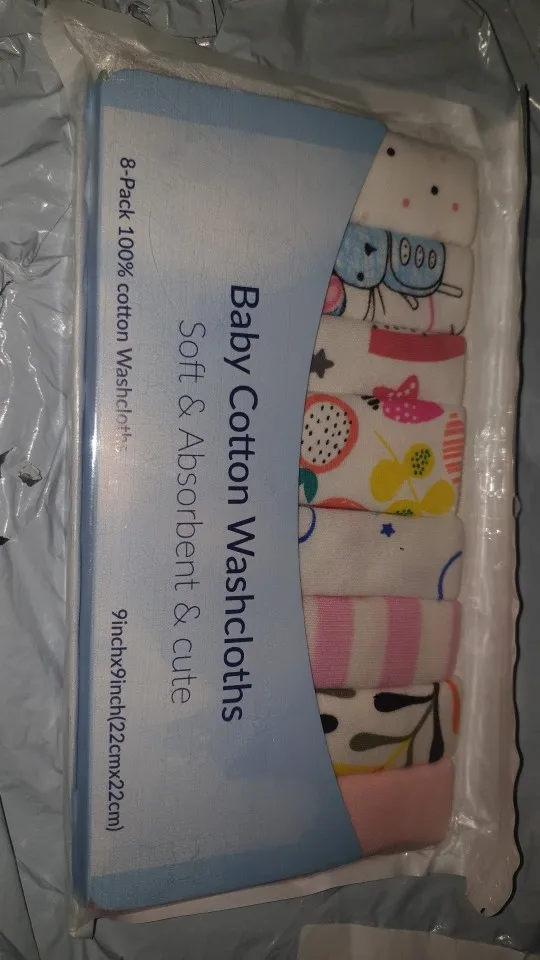 Baby Cotton Washcloths
Soft & Absorbent & cute
8-Pack 100% cotton Washcloths
9inchx9inch(22cmx22cm)